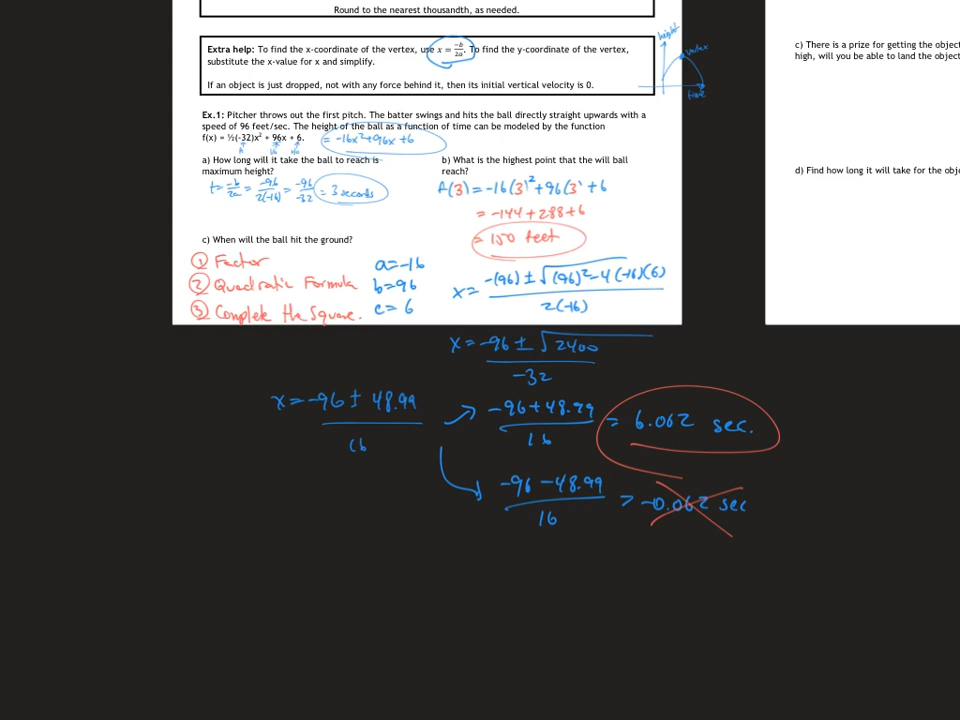 Round to the nearest thousandth, as needed.
Extra help: To find the x-coordinate of the vertex, use x = -b/2a. To find the y-coordinate of the vertex,
substitute the x-value for x and simplify.
If an object is just dropped, not with any force behind it, then its initial vertical velocity is 0.
height
vertex
time
Ex.1: Pitcher throws out the first pitch. The batter swings and hits the ball directly straight upwards with a
speed of 96 feet/sec. The height of the ball as a function of time can be modeled by the function
f(x) = ½(-32)x² + 96x + 6. = -16x²+96x+6
a) How long will it take the ball to reach is
maximum height?
t = -b/2a = -96/2(-16) = -96/-32 = 3 seconds
b) What is the highest point that the will ball
reach?
A(3) = -16(3)²+96(3)+6
= -144+288+6
= 150 feet
c) When will the ball hit the ground?
① Factor
② Quadratic Formula
③ Complete the Square.
a=-16
b=96
c=6
x= -(96) ± √(96)²-4(-16)(6) / 2(-16)
x= -96 ± √2400 / -32
x= -96 ± 48.99 / 16
-96+48.99 / 16 = 6.062 sec.
-96-48.99 / 16 > -0.062 sec
c) There is a prize for getting the object
high, will you be able to land the object
d) Find how long it will take for the obje